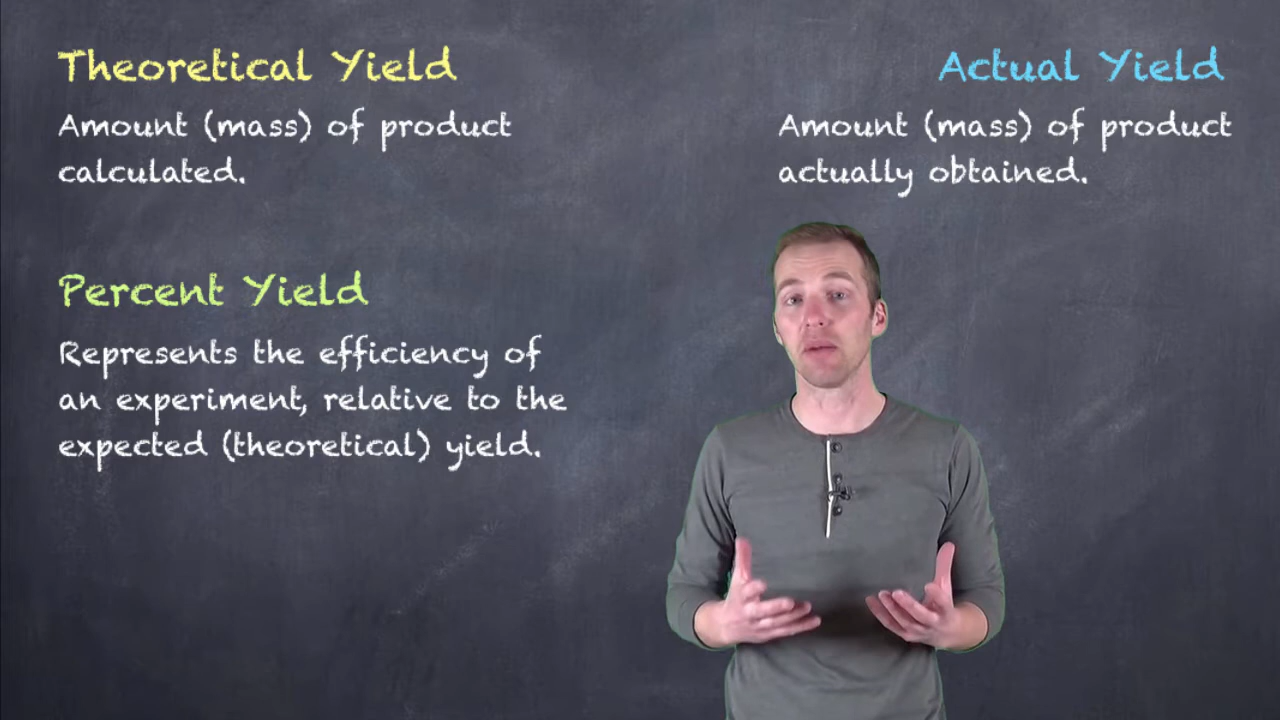 Theoretical Yield
Amount (mass) of product
calculated.
Actual Yield
Amount (mass) of product
actually obtained.
Percent Yield
Represents the efficiency of
an experiment, relative to the
expected (theoretical) yield.